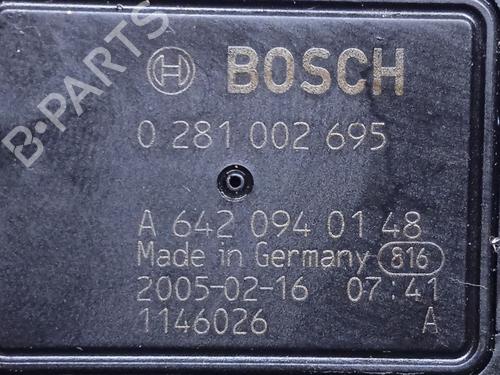 B-PARTS
BOSCH
0 281 002 695
A 642 094 01 48
Made in Germany 816
2005-02-16 07:41
1146026 A